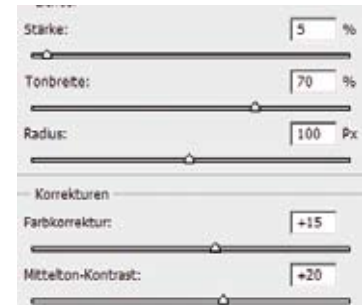 Stärke: 5 %
Tonbreite: 70 %
Radius: 100 Px
Korrekturen
Farbkorrektur: +15
Mittelton-Kontrast: +20